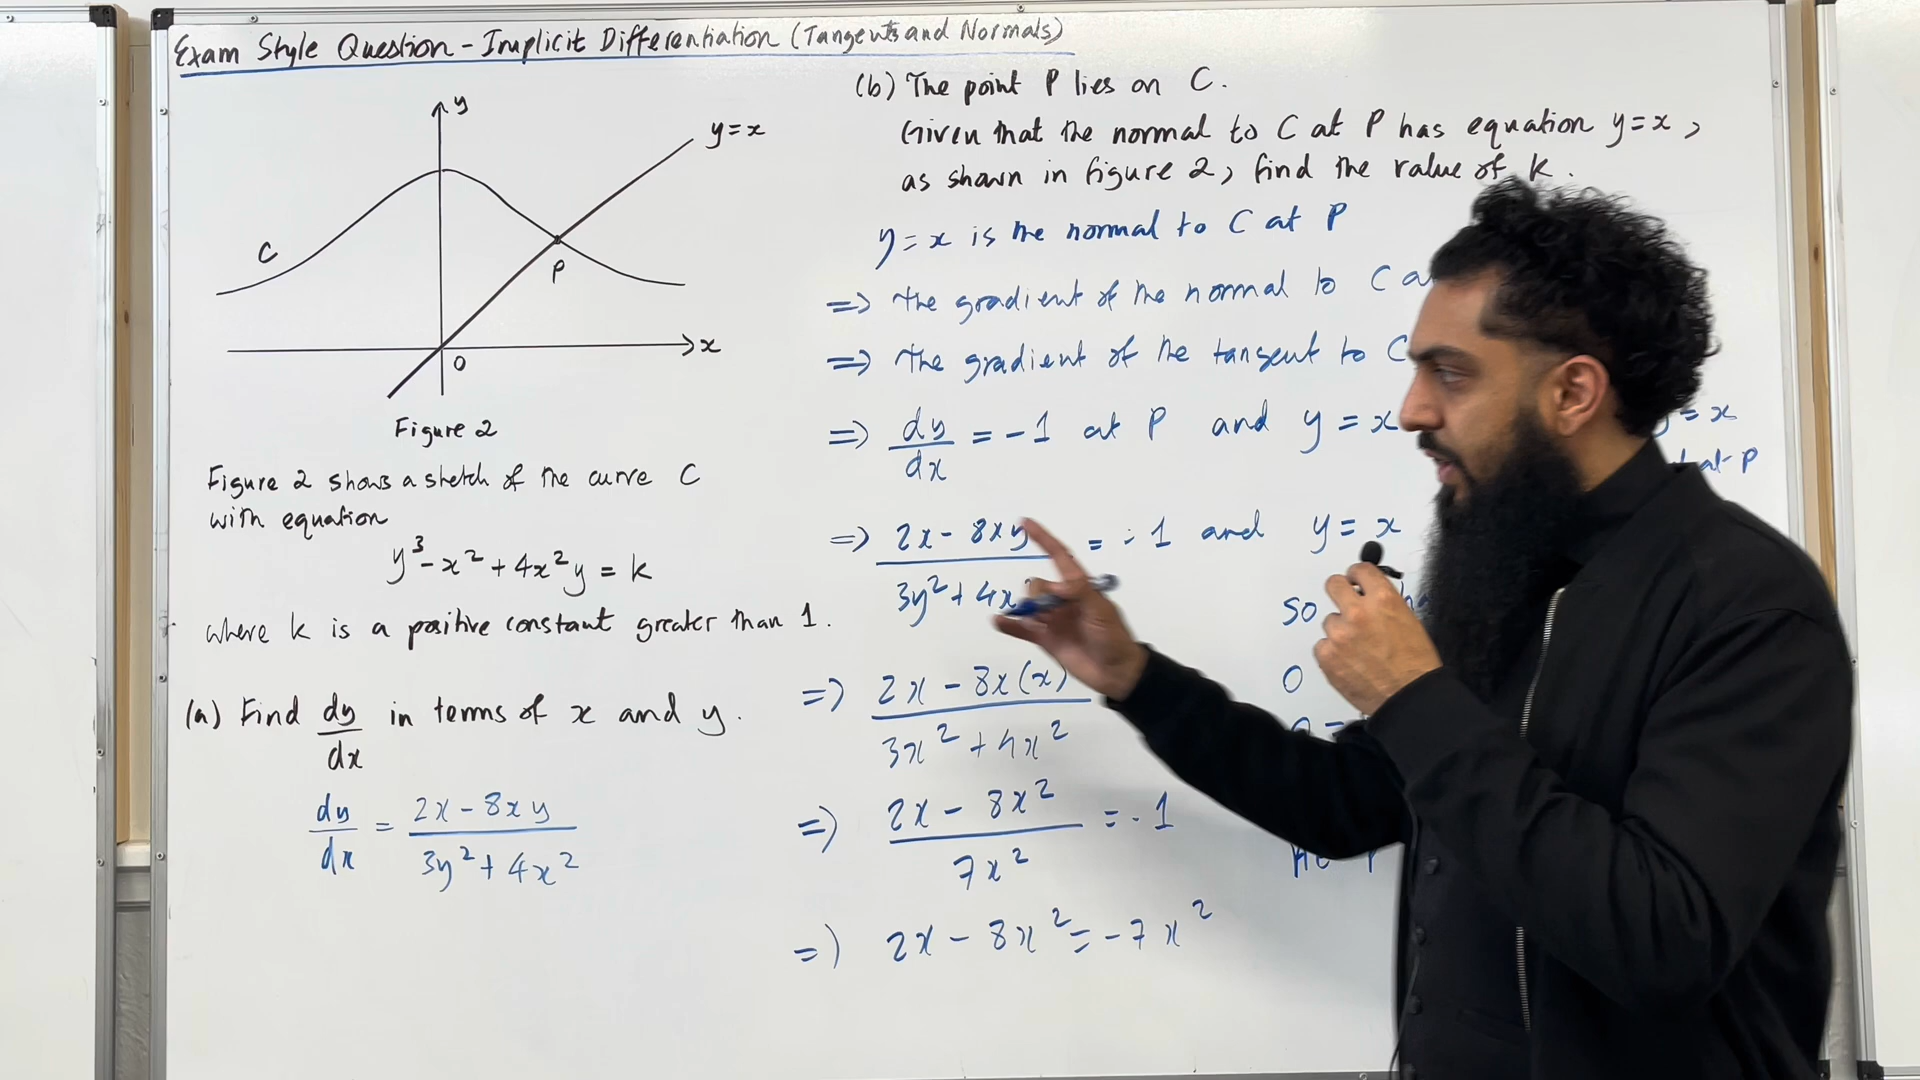 Exam Style Question - Implicit Differentiation (Tangents and Normals)
y
y=x
C
P
x
O
Figure 2
Figure 2 shows a sketch of the curve C
with equation
y³-x²+4x²y = k
where k is a positive constant greater than 1.
(a) Find dy/dx in terms of x and y.
dy/dx = (2x-8xy)/(3y²+4x²)
(b) The point P lies on C.
Given that the normal to C at P has equation y=x,
as shown in figure 2, find the value of k.
y=x is the normal to C at P
=> the gradient of the normal to C
=> the gradient of the tangent to C
=> dy/dx = -1 at P and y = x
= x
at P
=> (2x-8xy)/(3y²+4x = -1 and y = x
so
0
0 =
=> (2x-8x(x))/(3x²+4x²)
=> (2x-8x²)/(7x²) = -1
=> 2x-8x² = -7x²